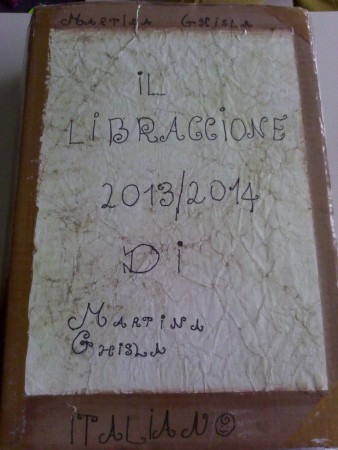 MARTINA GHISLA
iL
LiBRACCIONE
2013/2014
Di
MARTiNA
GHiSLA
iTALiANO